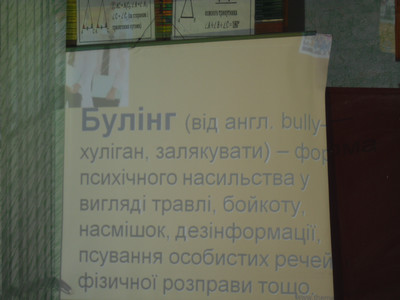 Булінг (від англ. bully-
хуліган, залякувати) – форма
психічного насильства у
вигляді травлі, бойкоту,
насмішок, дезінформації,
псування особистих речей
фізичної розправи тощо.